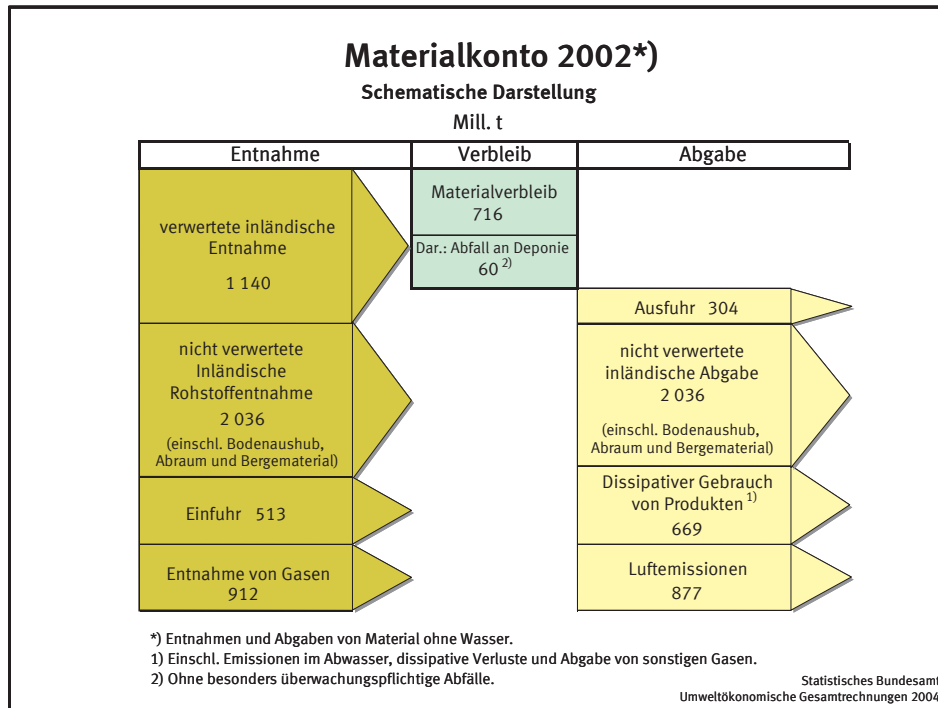 Materialkonto 2002*)
Schematische Darstellung
Mill. t
Entnahme
Verbleib
Abgabe
verwertete inländische
Entnahme
1 140
nicht verwertete
Inländische
Rohstoffentnahme
2 036
(einschl. Bodenaushub,
Abraum und Bergematerial)
Einfuhr 513
Entnahme von Gasen
912
Materialverbleib
716
Dar.: Abfall an Deponie
60 2)
Ausfuhr 304
nicht verwertete
inländische Abgabe
2 036
(einschl. Bodenaushub,
Abraum und Bergematerial)
Dissipativer Gebrauch
von Produkten 1)
669
Luftemissionen
877
*) Entnahmen und Abgaben von Material ohne Wasser.
1) Einschl. Emissionen im Abwasser, dissipative Verluste und Abgabe von sonstigen Gasen.
2) Ohne besonders überwachungspflichtige Abfälle.
Statistisches Bundesamt
Umweltökonomische Gesamtrechnungen 2004